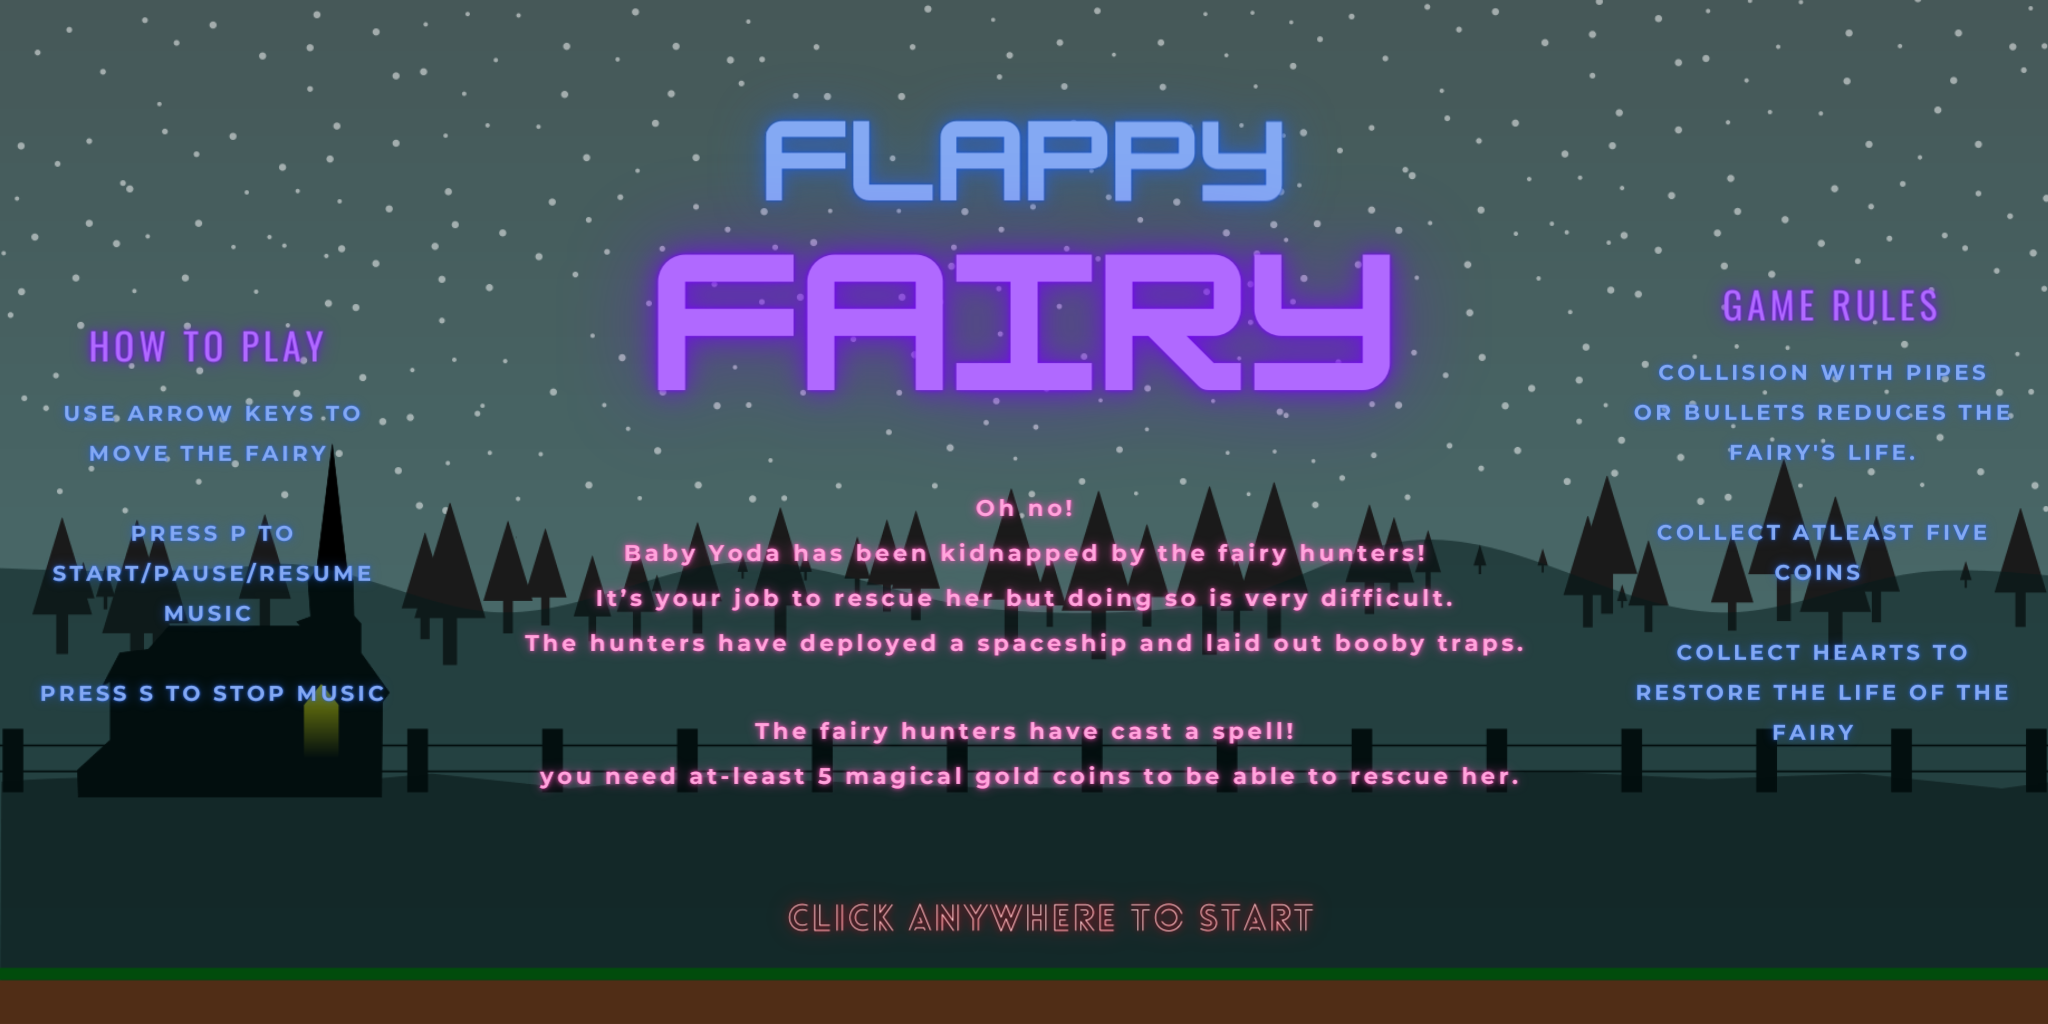 FLAPPY
FAIRY
HOW TO PLAY
USE ARROW KEYS TO
MOVE THE FAIRY
PRESS P TO
START/PAUSE/RESUME
MUSIC
PRESS S TO STOP MUSIC
Oh no!
Baby Yoda has been kidnapped by the fairy hunters!
It’s your job to rescue her but doing so is very difficult.
The hunters have deployed a spaceship and laid out booby traps.
The fairy hunters have cast a spell!
you need at-least 5 magical gold coins to be able to rescue her.
GAME RULES
COLLISION WITH PIPES
OR BULLETS REDUCES THE
FAIRY'S LIFE.
COLLECT ATLEAST FIVE
COINS
COLLECT HEARTS TO
RESTORE THE LIFE OF THE
FAIRY
CLICK ANYWHERE TO START